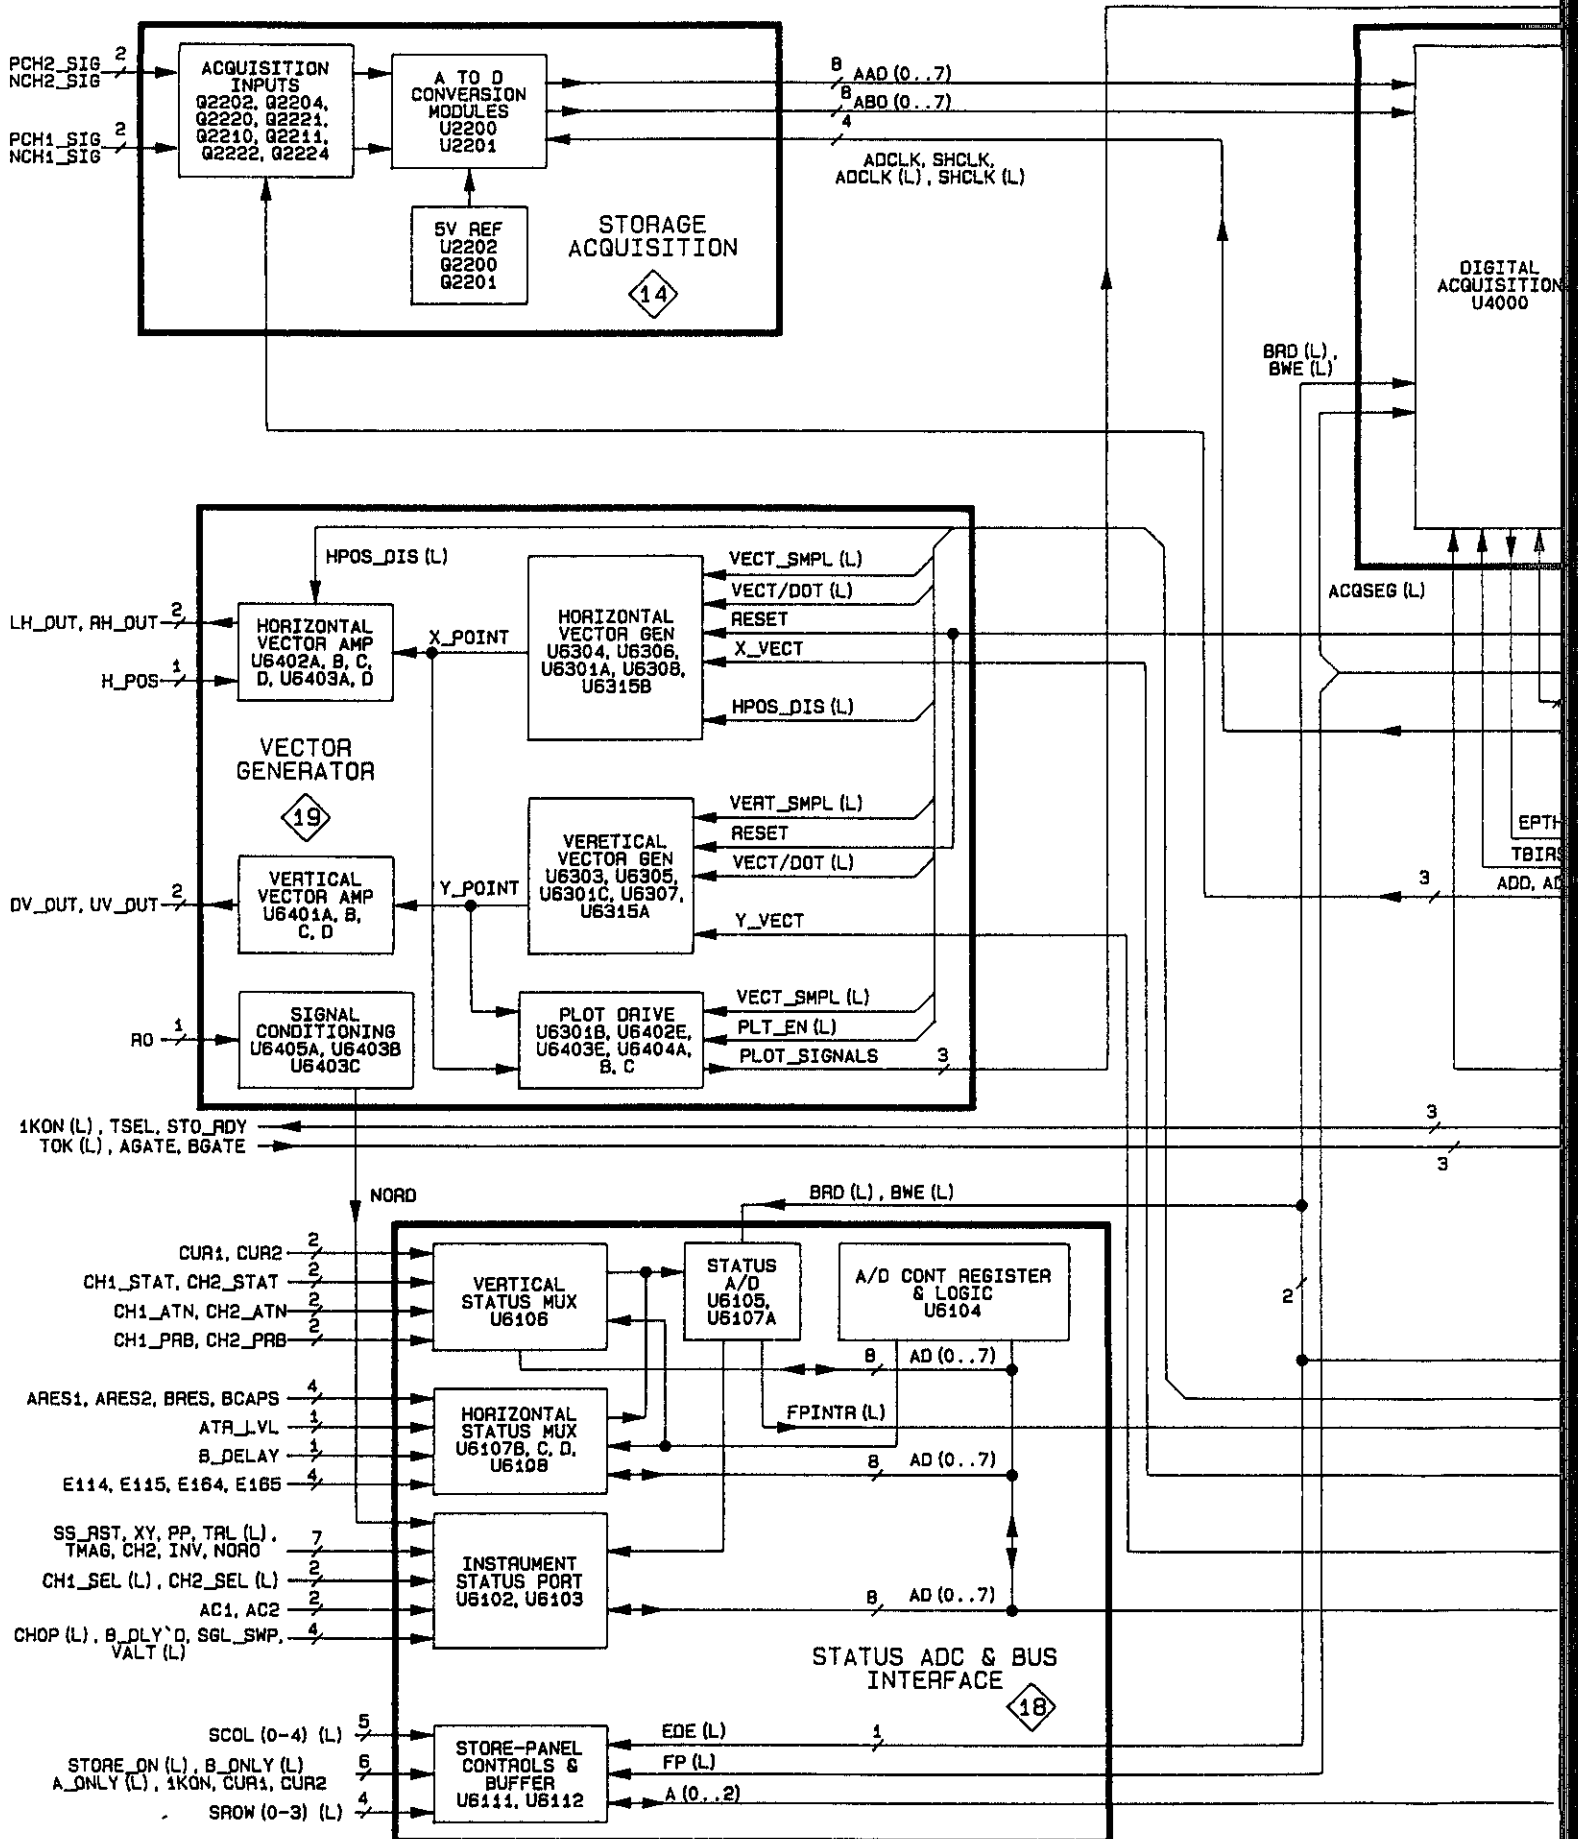 PCH2_SIG
NCH2_SIG
2
PCH1_SIG
NCH1_SIG
2
ACQUISITION
INPUTS
Q2202, Q2204,
Q2220, Q2221,
Q2210, Q2211,
Q2222, Q2224
A TO D
CONVERSION
MODULES
U2200
U2201
5V REF
U2202
Q2200
Q2201
STORAGE
ACQUISITION
14
8
AAD (0..7)
8
ABD (0..7)
4
ADCLK, SHCLK,
ADCLK (L), SHCLK (L)
DIGITAL
ACQUISITION
U4000
BRD (L),
BWE (L)
ACQSEG (L)
HPOS_DIS (L)
LH_OUT, RH_OUT
2
H_POS
1
HORIZONTAL
VECTOR AMP
U6402A, B, C,
D, U6403A, D
X_POINT
HORIZONTAL
VECTOR GEN
U6304, U6306,
U6301A, U6308,
U6315B
VECT_SMPL (L)
VECT/DOT (L)
RESET
X_VECT
HPOS_DIS (L)
VECTOR
GENERATOR
19
DV_OUT, UV_OUT
2
VERTICAL
VECTOR AMP
U6401A, B,
C, D
Y_POINT
VERETICAL
VECTOR GEN
U6303, U6305,
U6301C, U6307,
U6315A
VERT_SMPL (L)
RESET
VECT/DOT (L)
Y_VECT
EPTH
TBIRS
3
ADD, AD
RO
1
SIGNAL
CONDITIONING
U6405A, U6403B
U6403C
PLOT DRIVE
U6301B, U6402E,
U6403E, U6404A,
B, C
VECT_SMPL (L)
PLT_EN (L)
PLOT_SIGNALS
3
1KON (L), TSEL, STO_RDY
3
TOK (L), AGATE, BGATE
3
NORD
BRD (L), BWE (L)
CUR1, CUR2
2
CH1_STAT, CH2_STAT
2
CH1_ATN, CH2_ATN
2
CH1_PRB, CH2_PRB
2
VERTICAL
STATUS MUX
U6106
STATUS
A/D
U6105,
U6107A
A/D CONT REGISTER
& LOGIC
U6104
2
8
AD (0..7)
ARES1, ARES2, BRES, BCAPS
4
ATR_LVL
1
B_DELAY
1
E114, E115, E164, E165
4
HORIZONTAL
STATUS MUX
U6107B, C, D,
U6108
FPINTR (L)
8
AD (0..7)
SS_RST, XY, PP, TRL (L),
TMAG, CH2, INV, NORO
7
CH1_SEL (L), CH2_SEL (L)
2
AC1, AC2
2
CHOP (L), B_DLY`D, SGL_SWP,
VALT (L)
4
INSTRUMENT
STATUS PORT
U6102, U6103
8
AD (0..7)
STATUS ADC & BUS
INTERFACE
18
SCOL (0-4) (L)
5
STORE_ON (L), B_ONLY (L)
A_ONLY (L), 1KON, CUR1, CUR2
6
SROW (0-3) (L)
4
STORE-PANEL
CONTROLS &
BUFFER
U6111, U6112
EDE (L)
1
FP (L)
A (0..2)